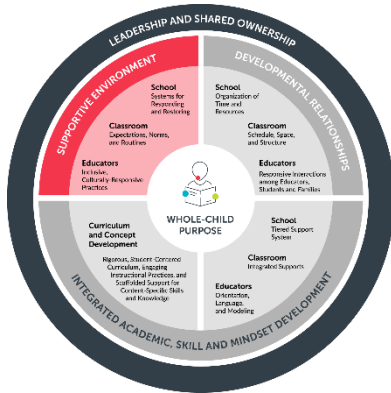 LEADERSHIP AND SHARED OWNERSHIP
SUPPORTIVE ENVIRONMENT
School
Systems for
Responding
and Restoring
Classroom
Expectations, Norms,
and Routines
Educators
Inclusive,
Culturally-Responsive
Practices
DEVELOPMENTAL RELATIONSHIPS
School
Organization of
Time and
Resources
Classroom
Schedule, Space,
and Structure
Educators
Responsive Interactions
among Educators,
Students and Families
WHOLE-CHILD
PURPOSE
Curriculum
and Concept
Development
Rigorous, Student-Centered
Curriculum, Engaging
Instructional Practices, and
Scaffolded Support for
Content-Specific Skills
and Knowledge
School
Tiered Support
System
Classroom
Integrated Supports
Educators
Orientation,
Language,
and Modeling
INTEGRATED ACADEMIC, SKILL AND MINDSET DEVELOPMENT